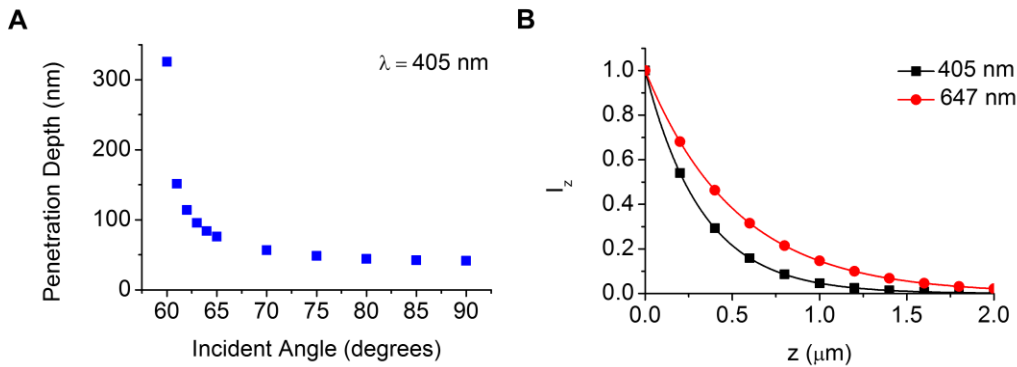 A
λ = 405 nm
Penetration Depth (nm)
300
200
100
0
60 65 70 75 80 85 90
Incident Angle (degrees)
B
405 nm
647 nm
I_z
1.0
0.8
0.6
0.4
0.2
0.0
0.0 0.5 1.0 1.5 2.0
z (μm)